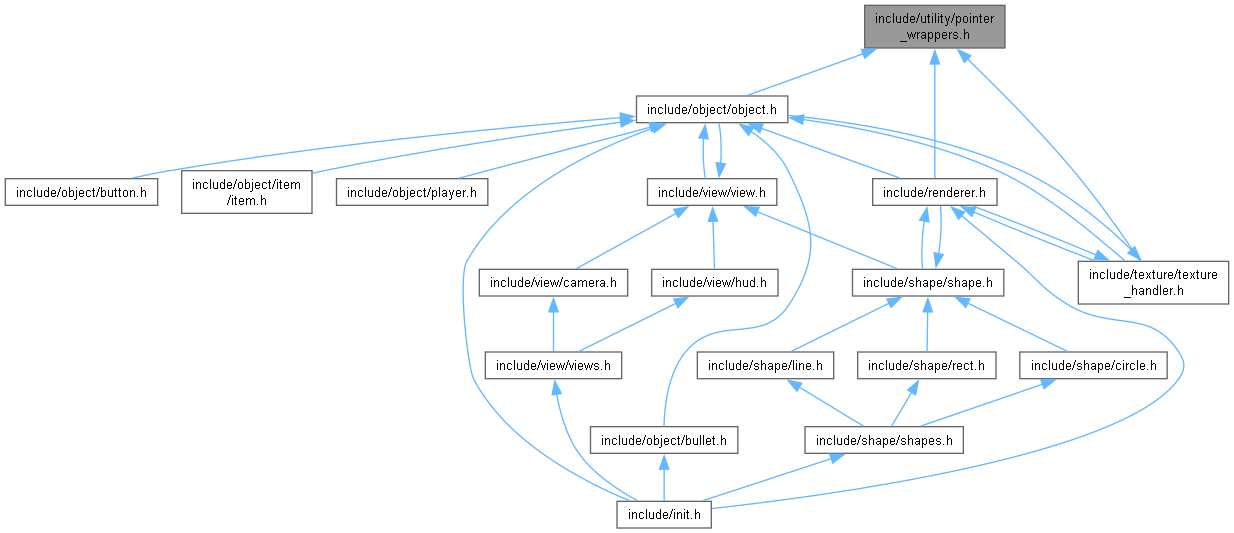 include/utility/pointer
_wrappers.h
include/object/object.h
include/object/button.h
include/object/item
/item.h
include/object/player.h
include/view/view.h
include/renderer.h
include/view/camera.h
include/view/hud.h
include/shape/shape.h
include/texture/texture
_handler.h
include/view/views.h
include/shape/line.h
include/shape/rect.h
include/shape/circle.h
include/object/bullet.h
include/shape/shapes.h
include/init.h